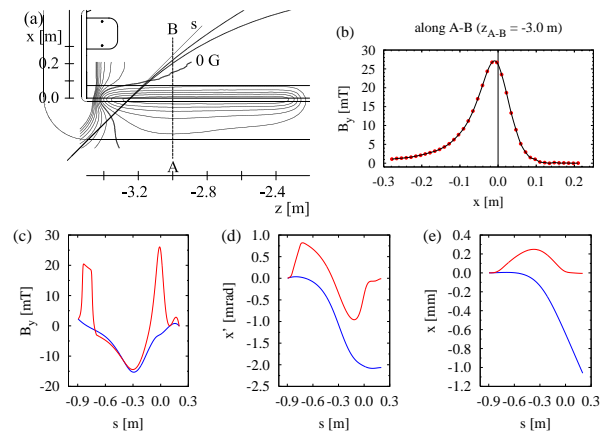 (a)
x [m]
0.2
0.0
B
s
0 G
A
-3.2
-2.8
-2.4
z [m]
(b)
along A-B (z_A-B = -3.0 m)
B_y [mT]
30
25
20
15
10
5
0
-0.3
-0.2
-0.1
0.0
0.1
0.2
x [m]
(c)
B_y [mT]
40
30
20
10
0
-10
-20
-0.9
-0.6
-0.3
0.0
0.3
s [m]
(d)
x' [mrad]
1.0
0.5
0.0
-0.5
-1.0
-1.5
-2.0
-2.5
-0.9
-0.6
-0.3
0.0
0.3
s [m]
(e)
x [mm]
0.4
0.2
0.0
-0.2
-0.4
-0.6
-0.8
-1.0
-1.2
-0.9
-0.6
-0.3
0.0
0.3
s [m]